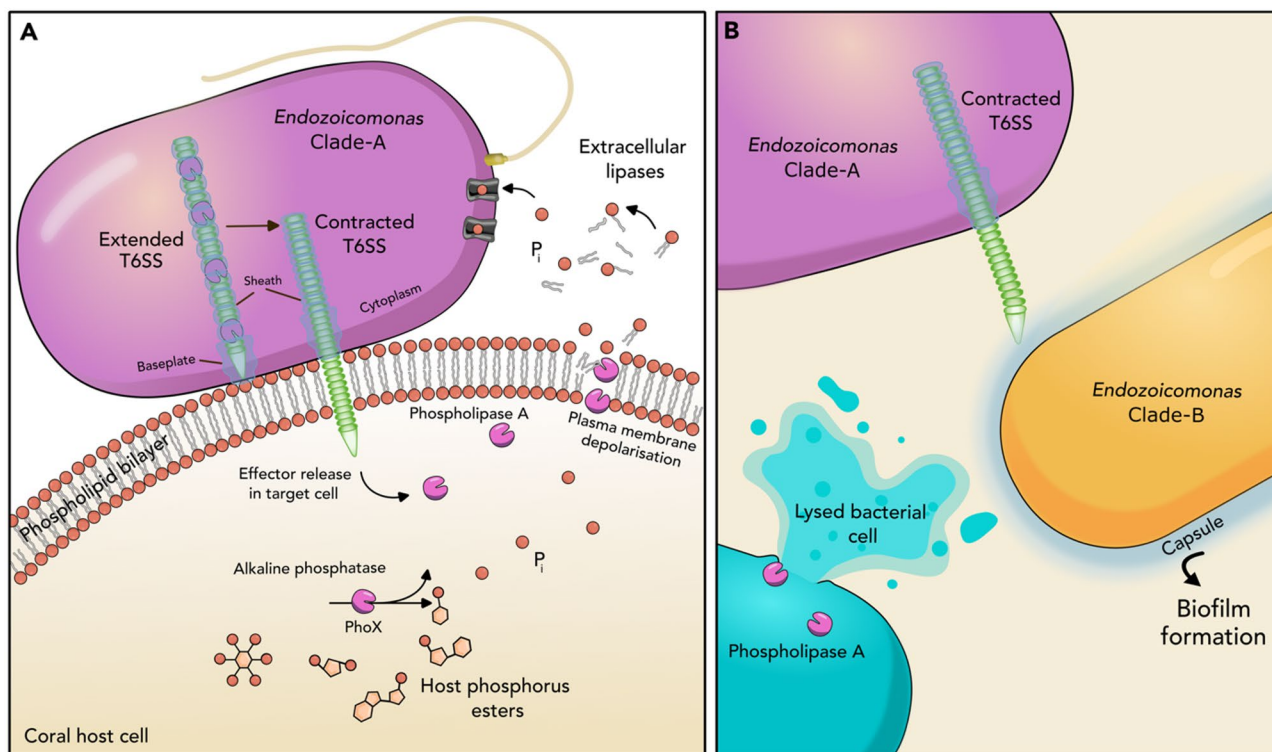 A
Endozoicomonas
Clade-A
Extended
T6SS
Contracted
T6SS
Sheath
Cytoplasm
Baseplate
Extracellular
lipases
Pi
Phospholipid bilayer
Phospholipase A
Plasma membrane
depolarisation
Effector release
in target cell
Pi
Alkaline phosphatase
PhoX
Host phosphorus
esters
Coral host cell
B
Contracted
T6SS
Endozoicomonas
Clade-A
Endozoicomonas
Clade-B
Lysed bacterial
cell
Capsule
Biofilm
formation
Phospholipase A